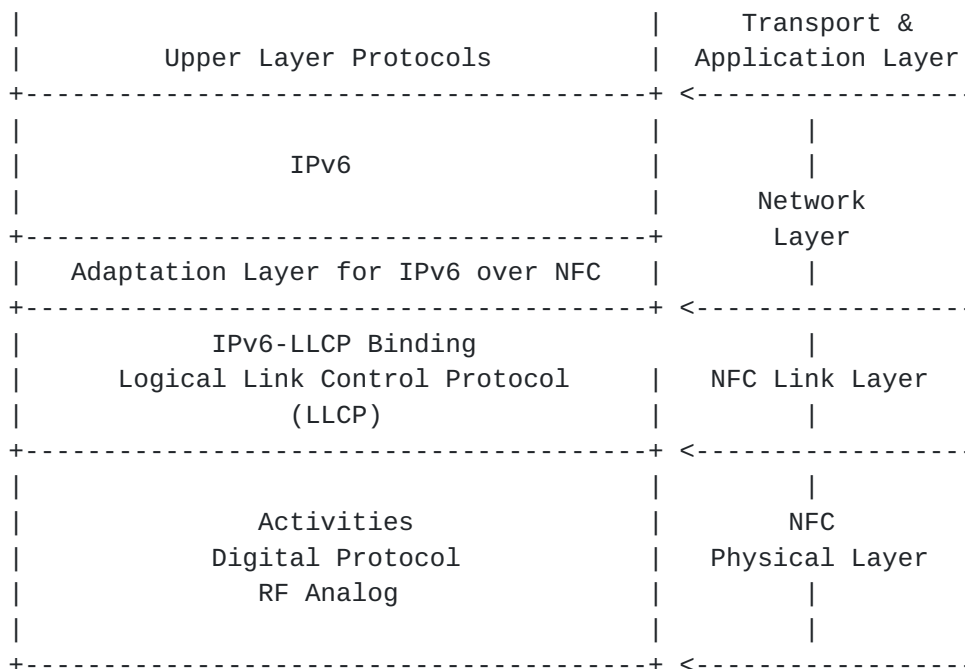 |                                        |     Transport &
|         Upper Layer Protocols          |  Application Layer
+----------------------------------------+ <------------------
|                                        |         |
|                 IPv6                   |         |
|                                        |      Network
+----------------------------------------+       Layer
|   Adaptation Layer for IPv6 over NFC   |         |
+----------------------------------------+ <------------------
|            IPv6-LLCP Binding                     |
|      Logical Link Control Protocol     |   NFC Link Layer
|                 (LLCP)                 |         |
+----------------------------------------+ <------------------
|                                        |         |
|               Activities               |        NFC
|            Digital Protocol            |   Physical Layer
|               RF Analog                |         |
|                                        |         |
+----------------------------------------+ <------------------